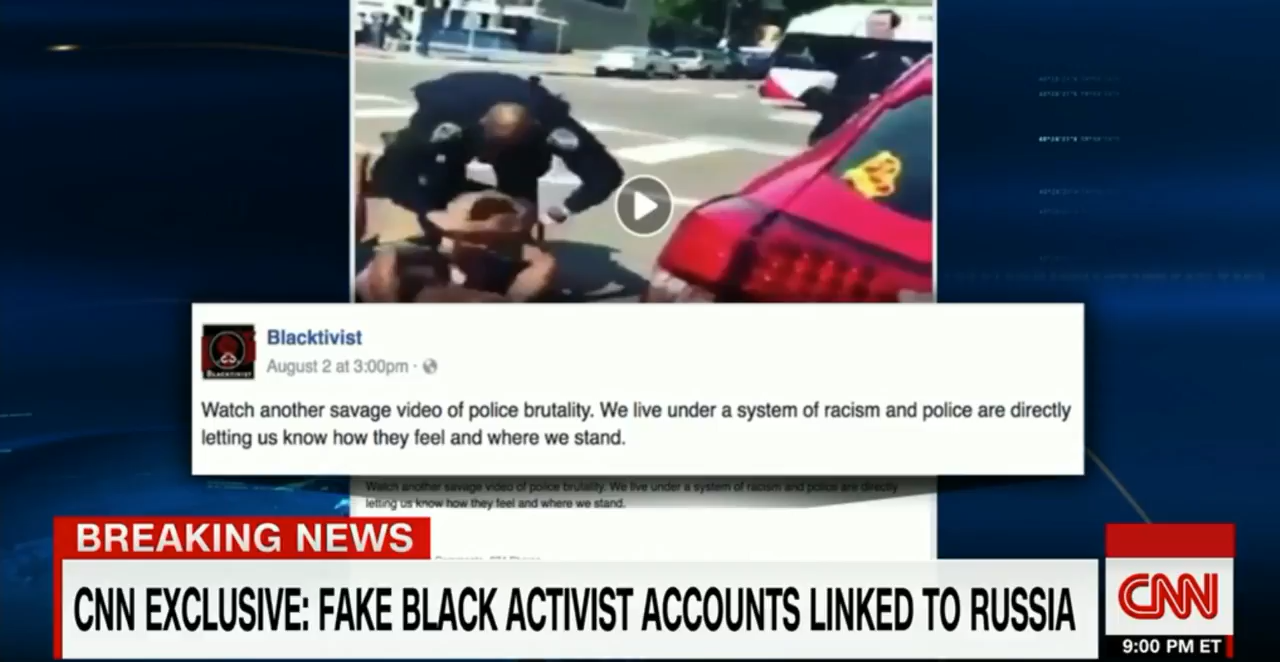 Blacktivist
August 2 at 3:00pm ·
Watch another savage video of police brutality. We live under a system of racism and police are directly
letting us know how they feel and where we stand.
BLACKTIVIST
Watch another savage video of police brutality. We live under a system of racism and police are directly
letting us know how they feel and where we stand.
BREAKING NEWS
CNN EXCLUSIVE: FAKE BLACK ACTIVIST ACCOUNTS LINKED TO RUSSIA
CNN
9:00 PM ET